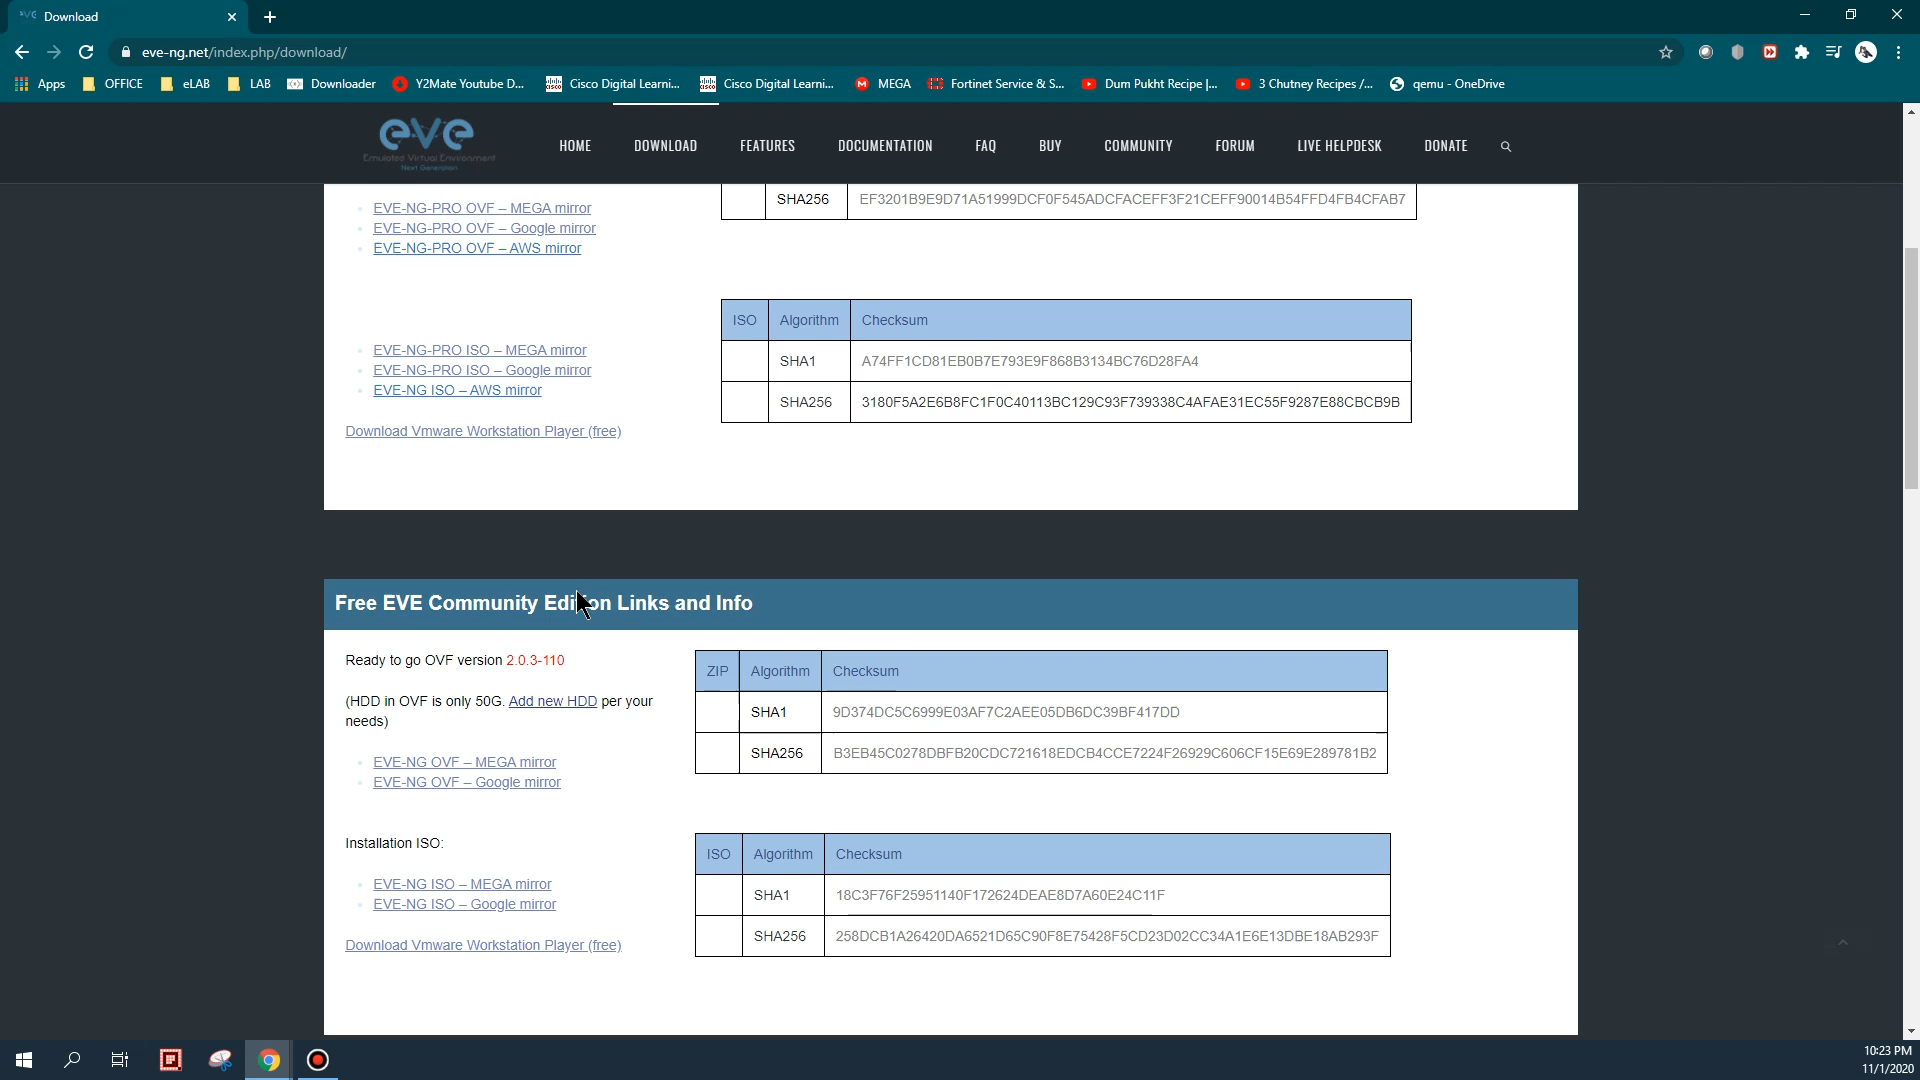 Download
eve-ng.net/index.php/download/
Apps
OFFICE
eLAB
LAB
Downloader
Y2Mate Youtube D...
Cisco Digital Learni...
Cisco Digital Learni...
MEGA
Fortinet Service & S...
Dum Pukht Recipe |...
3 Chutney Recipes /...
qemu - OneDrive
eve
Emulated Virtual Environment
Next Generation
HOME
DOWNLOAD
FEATURES
DOCUMENTATION
FAQ
BUY
COMMUNITY
FORUM
LIVE HELPDESK
DONATE
EVE-NG-PRO OVF – MEGA mirror
EVE-NG-PRO OVF – Google mirror
EVE-NG-PRO OVF – AWS mirror
SHA256 EF3201B9E9D71A51999DCF0F545ADCFACEFF3F21CEFF90014B54FFD4FB4CFAB7
EVE-NG-PRO ISO – MEGA mirror
EVE-NG-PRO ISO – Google mirror
EVE-NG ISO – AWS mirror
Download Vmware Workstation Player (free)
ISO Algorithm Checksum
SHA1 A74FF1CD81EB0B7E793E9F868B3134BC76D28FA4
SHA256 3180F5A2E6B8FC1F0C40113BC129C93F739338C4AFAE31EC55F9287E88CBCB9B
Free EVE Community Edition Links and Info
Ready to go OVF version 2.0.3-110
(HDD in OVF is only 50G. Add new HDD per your
needs)
EVE-NG OVF – MEGA mirror
EVE-NG OVF – Google mirror
ZIP Algorithm Checksum
SHA1 9D374DC5C6999E03AF7C2AEE05DB6DC39BF417DD
SHA256 B3EB45C0278DBFB20CDC721618EDCB4CCE7224F26929C606CF15E69E289781B2
Installation ISO:
EVE-NG ISO – MEGA mirror
EVE-NG ISO – Google mirror
Download Vmware Workstation Player (free)
ISO Algorithm Checksum
SHA1 18C3F76F25951140F172624DEAE8D7A60E24C11F
SHA256 258DCB1A26420DA6521D65C90F8E75428F5CD23D02CC34A1E6E13DBE18AB293F
10:23 PM
11/1/2020